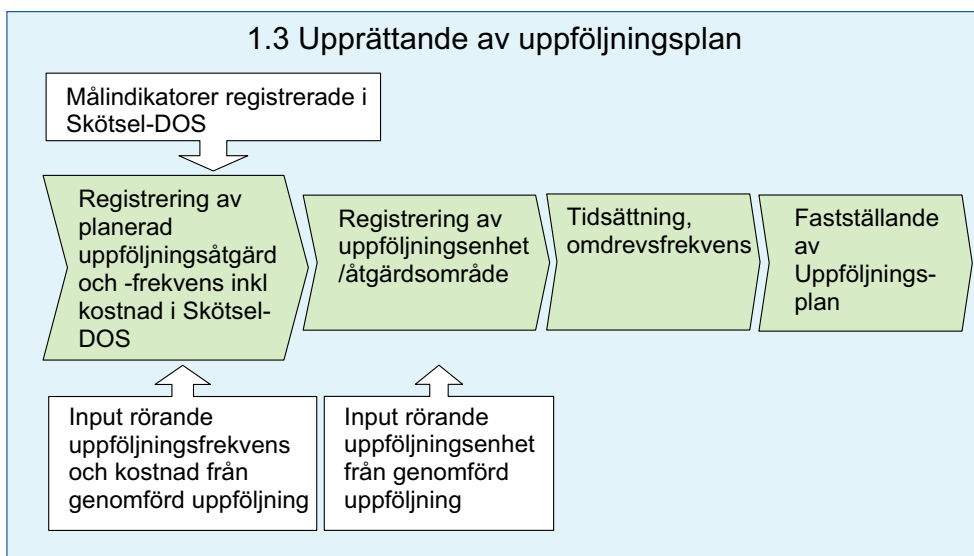 1.3 Upprättande av uppföljningsplan
Målindikatorer registrerade i
Skötsel-DOS
Registrering av
planerad
uppföljningsåtgärd
och -frekvens inkl
kostnad i Skötsel-
DOS
Registrering av
uppföljningsenhet
/åtgärdsområde
Tidsättning,
omdrevsfrekvens
Fastställande
av
Uppföljnings-
plan
Input rörande
uppföljningsfrekvens
och kostnad från
genomförd uppföljning
Input rörande
uppföljningsenhet
från genomförd
uppföljning